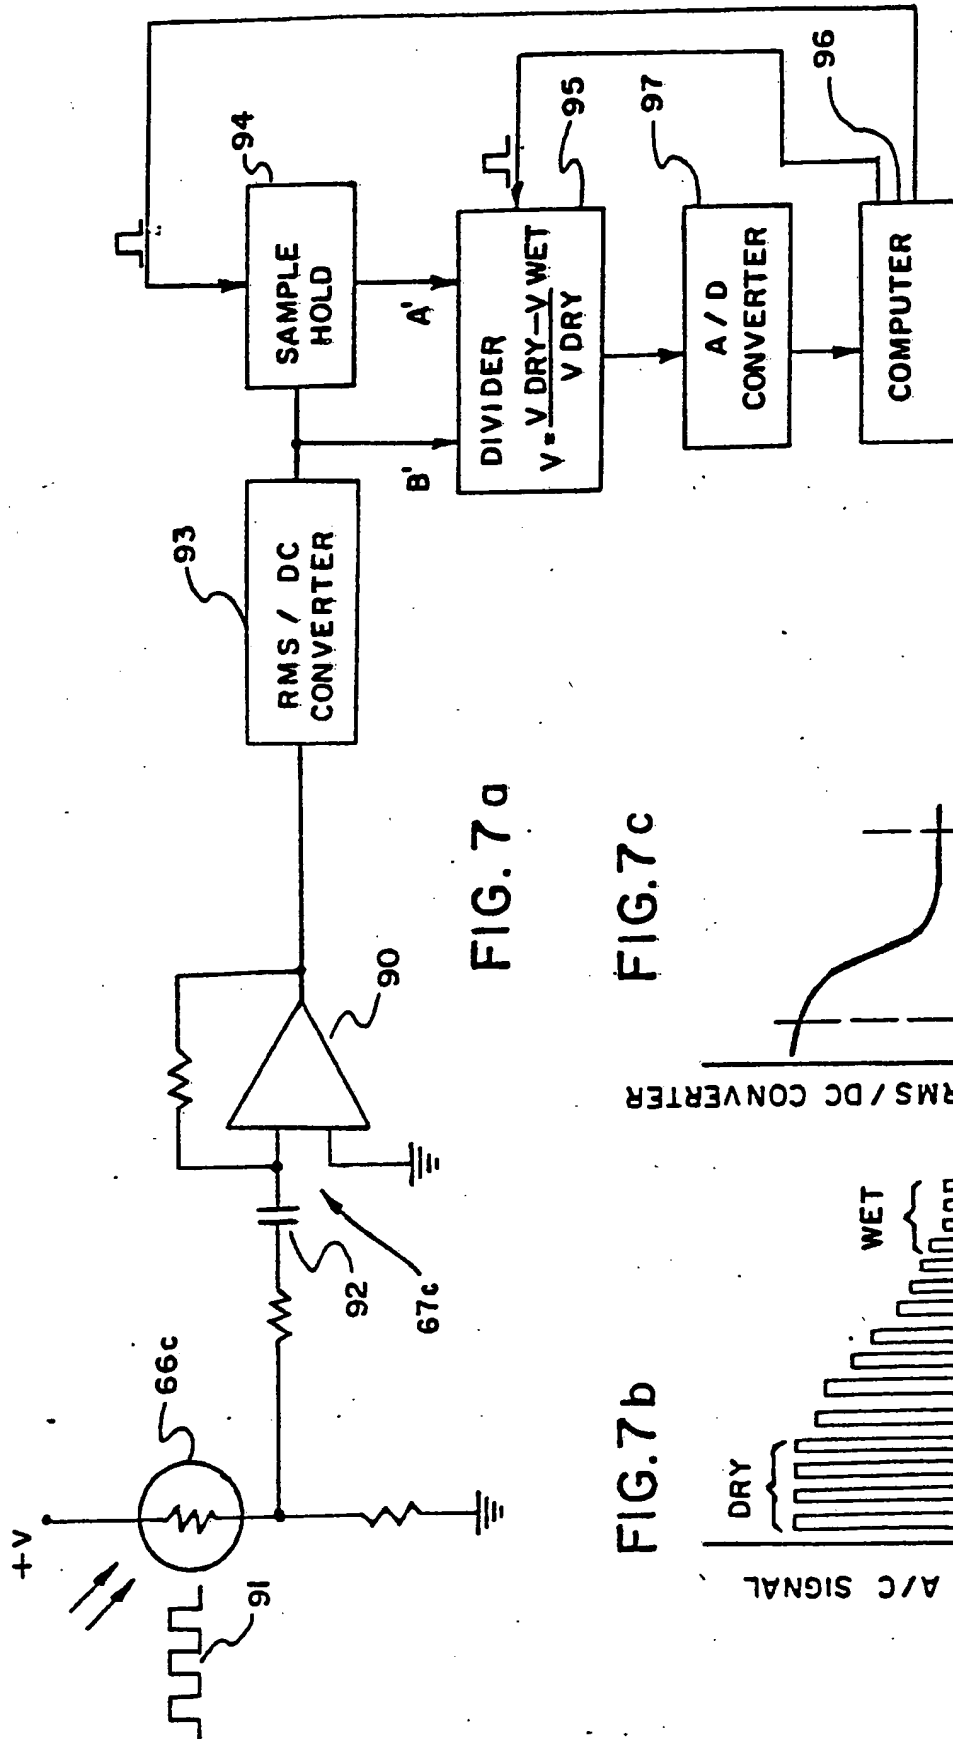 +V
66c
91
92
67c
90
93
RMS / DC
CONVERTER
94
SAMPLE
HOLD
A'
B'
95
DIVIDER
V = V DRY – V WET
V DRY
97
A / D
CONVERTER
96
COMPUTER
FIG. 7a
FIG. 7b
A/C SIGNAL
DRY
WET
FIG. 7c
RMS/DC CONVERTER